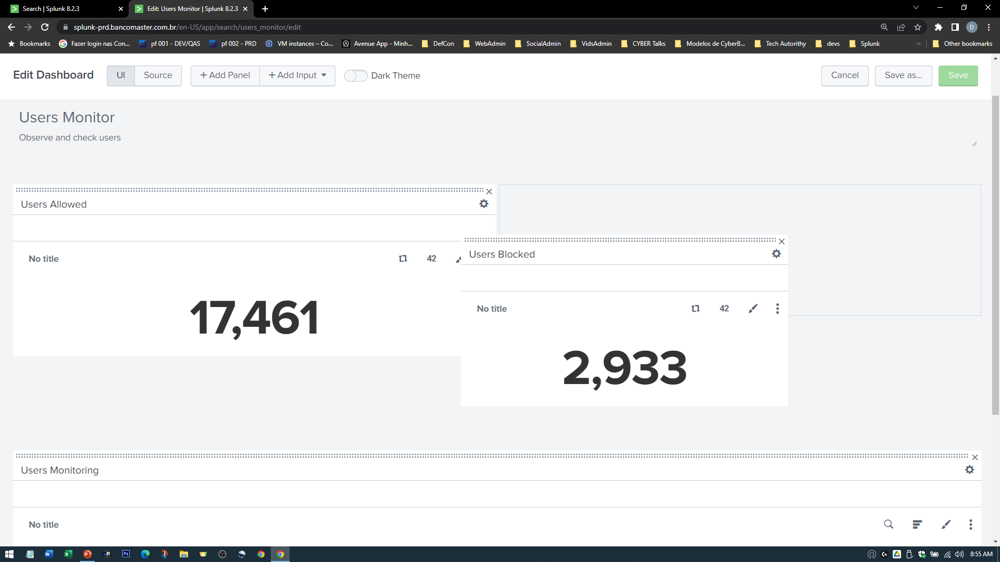 Search | Splunk 8.2.3
Edit: Users Monitor | Splunk 8.2.3
splunk-prd.bancomaster.com.br/en-US/app/search/users_monitor/edit
D
Bookmarks
Fazer login nas Con...
pf 001 - DEV/QAS
pf 002 - PRD
VM instances – Co...
Avenue App - Minh...
DefCon
WebAdmin
SocialAdmin
VidsAdmin
CYBER Talks
Modelos de CyberB...
Tech Autorithy
devs
Splunk
Other bookmarks
Edit Dashboard
UI
Source
+ Add Panel
+ Add Input
Dark Theme
Cancel
Save as...
Save
Users Monitor
Observe and check users
Users Allowed
No title
42
17,461
Users Blocked
No title
42
2,933
Users Monitoring
No title
8:55 AM